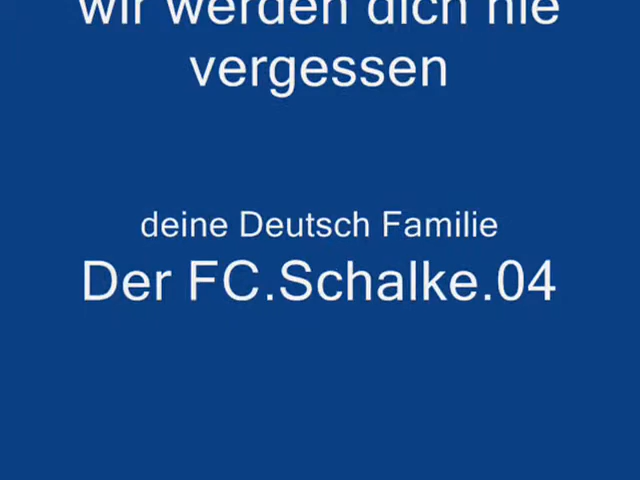 wir werden dich nie
vergessen
deine Deutsch Familie
Der FC.Schalke.04